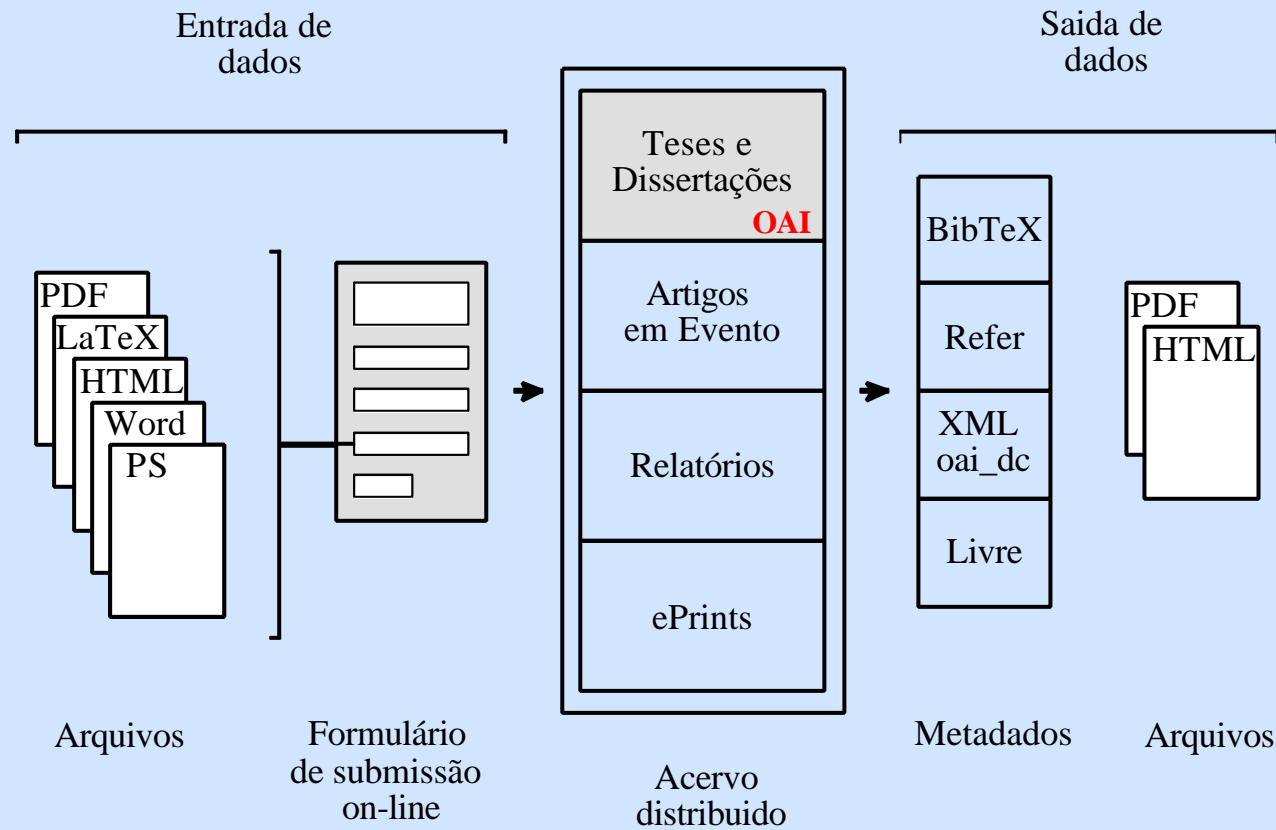 Entrada de
dados
Saida de
dados
PDF
LaTeX
HTML
Word
PS
Teses e
Dissertações
OAI
Artigos
em Evento
Relatórios
ePrints
BibTeX
Refer
XML
oai_dc
Livre
PDF
HTML
Arquivos
Formulário
de submissão
on-line
Acervo
distribuido
Metadados
Arquivos